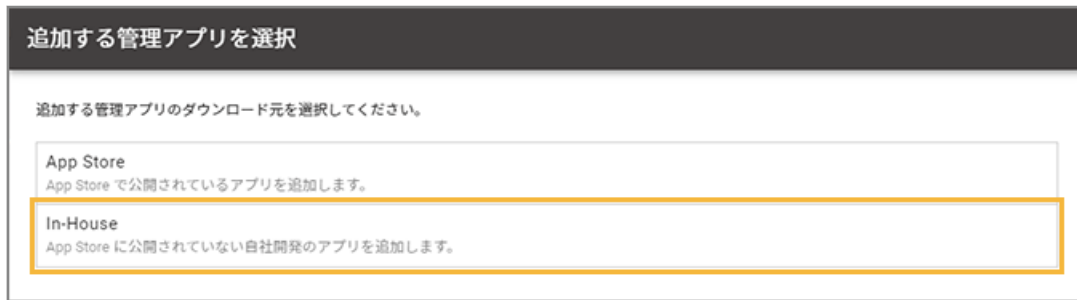 追加する管理アプリを選択
追加する管理アプリのダウンロード元を選択してください。
App Store
App Store で公開されているアプリを追加します。
In-House
App Store に公開されていない自社開発のアプリを追加します。